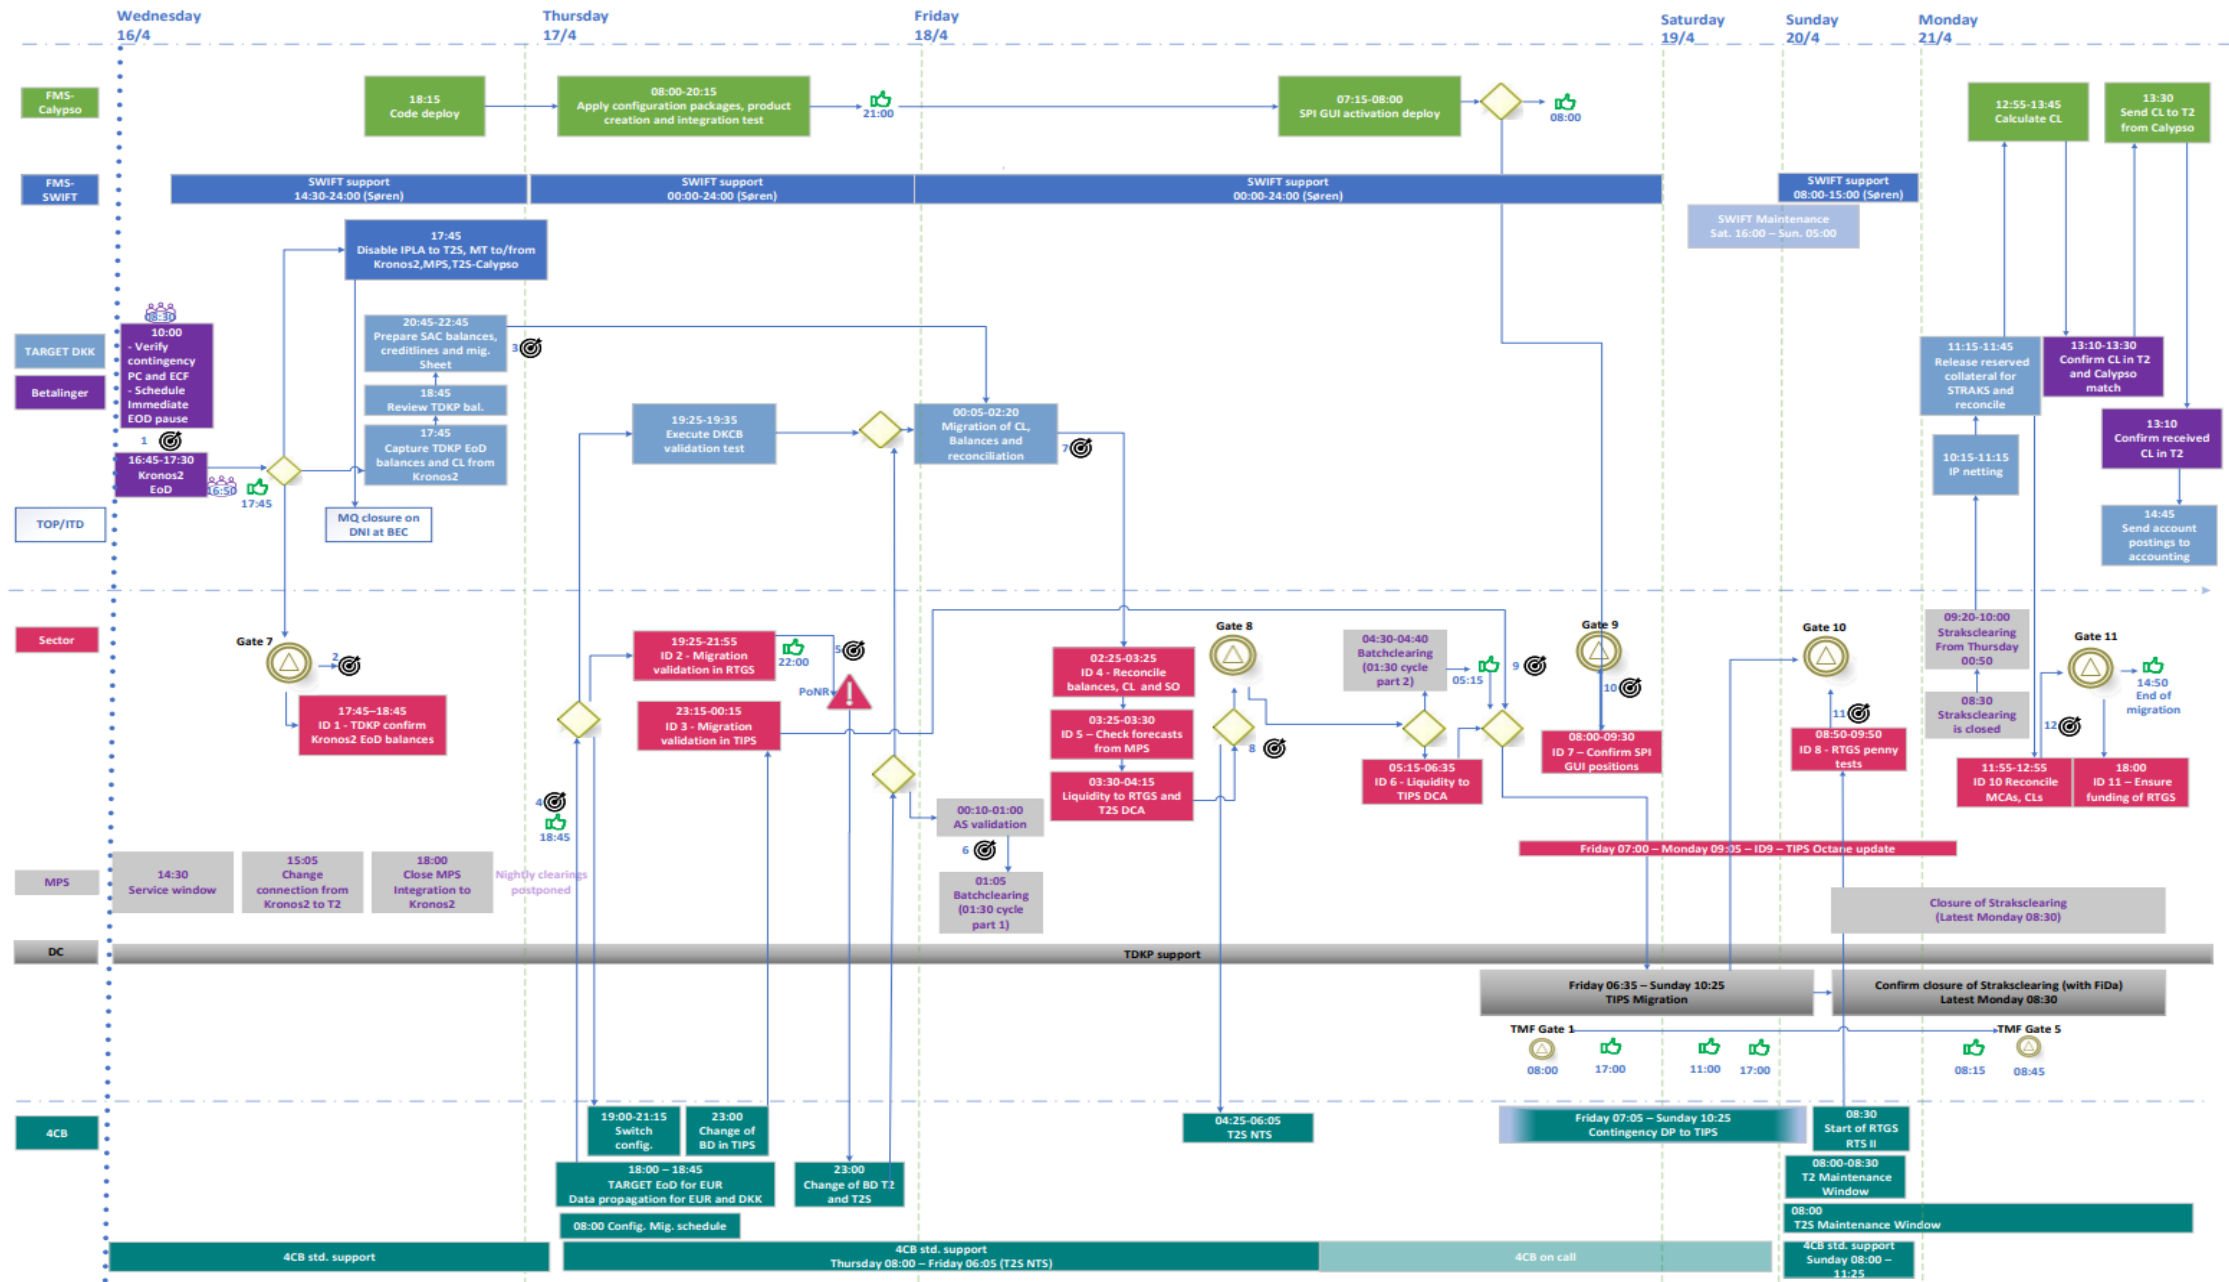 Wednesday
16/4
Thursday
17/4
Friday
18/4
Saturday
19/4
Sunday
20/4
Monday
21/4
FMS-
Calypso
18:15
Code deploy
08:00-20:15
Apply configuration packages, product
creation and integration test
21:00
07:15-08:00
SPI GUI activation deploy
08:00
12:55-13:45
Calculate CL
13:30
Send CL to T2
from Calypso
FMS-
SWIFT
SWIFT support
14:30-24:00 (Søren)
SWIFT support
00:00-24:00 (Søren)
SWIFT support
00:00-24:00 (Søren)
SWIFT support
08:00-15:00 (Søren)
SWIFT Maintenance
Sat. 16:00 – Sun. 05:00
17:45
Disable IPLA to T2S, MT to/from
Kronos2,MPS,T2S-Calypso
TARGET DKK
Betalinger
08:30
10:00
- Verify
contingency
PC and ECF
- Schedule
Immediate
EOD pause
1
16:45-17:30
Kronos2
EoD
16:50
17:45
20:45-22:45
Prepare SAC balances,
creditlines and mig.
Sheet
3
18:45
Review TDKP bal.
17:45
Capture TDKP EoD
balances and CL from
Kronos2
19:25-19:35
Execute DKCB
validation test
00:05-02:20
Migration of CL,
Balances and
reconciliation
7
11:15-11:45
Release reserved
collateral for
STRAKS and
reconcile
13:10-13:30
Confirm CL in T2
and Calypso
match
10:15-11:15
IP netting
13:10
Confirm received
CL in T2
TOP/ITD
MQ closure on
DNI at BEC
14:45
Send account
postings to
accounting
Sector
Gate 7
2
17:45–18:45
ID 1 - TDKP confirm
Kronos2 EoD balances
19:25-21:55
ID 2 - Migration
validation in RTGS
22:00
5
PoNR
23:15-00:15
ID 3 - Migration
validation in TIPS
4
18:45
02:25-03:25
ID 4 - Reconcile
balances, CL and SO
03:25-03:30
ID 5 – Check forecasts
from MPS
03:30-04:15
Liquidity to RTGS and
T2S DCA
Gate 8
8
04:30-04:40
Batchclearing
(01:30 cycle
part 2)
05:15
9
05:15-06:35
ID 6 - Liquidity to
TIPS DCA
Gate 9
10
08:00-09:30
ID 7 – Confirm SPI
GUI positions
Gate 10
11
08:50-09:50
ID 8 - RTGS penny
tests
09:20-10:00
Straksclearing
From Thursday
00:50
08:30
Straksclearing
is closed
Gate 11
12
14:50
End of
migration
11:55-12:55
ID 10 Reconcile
MCAs, CLs
18:00
ID 11 – Ensure
funding of RTGS
00:10-01:00
AS validation
6
01:05
Batchclearing
(01:30 cycle
part 1)
Friday 07:00 – Monday 09:05 – ID9 – TIPS Octane update
MPS
14:30
Service window
15:05
Change
connection from
Kronos2 to T2
18:00
Close MPS
Integration to
Kronos2
Nightly clearings
postponed
Closure of Straksclearing
(Latest Monday 08:30)
DC
TDKP support
Friday 06:35 – Sunday 10:25
TIPS Migration
Confirm closure of Straksclearing (with FiDa)
Latest Monday 08:30
TMF Gate 1
08:00
17:00
11:00
17:00
TMF Gate 5
08:15
08:45
4CB
19:00-21:15
Switch
config.
23:00
Change of
BD in TIPS
18:00 – 18:45
TARGET EoD for EUR
Data propagation for EUR and DKK
23:00
Change of BD T2
and T2S
08:00 Config. Mig. schedule
04:25-06:05
T2S NTS
Friday 07:05 – Sunday 10:25
Contingency DP to TIPS
08:30
Start of RTGS
RTS II
08:00-08:30
T2 Maintenance
Window
08:00
T2S Maintenance Window
4CB std. support
4CB std. support
Thursday 08:00 – Friday 06:05 (T2S NTS)
4CB on call
4CB std. support
Sunday 08:00 –
11:25